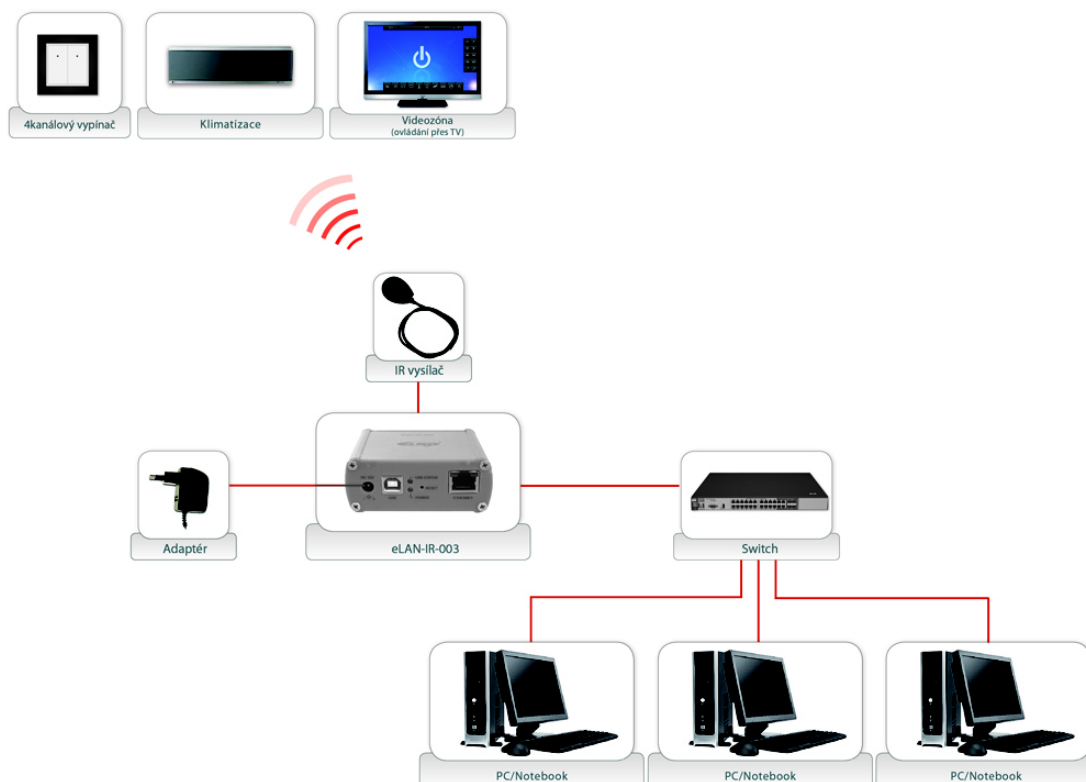 4kanálový vypínač
Klimatizace
Videozóna
(ovládání přes TV)
IR vysílač
Adaptér
eLAN-IR-003
Switch
PC/Notebook
PC/Notebook
PC/Notebook